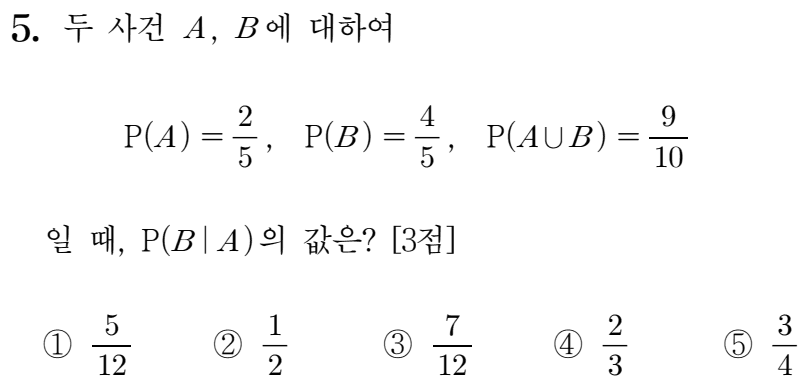 5. 두 사건 A, B에 대하여
P(A) = 2/5, P(B) = 4/5, P(A∪B) = 9/10
일 때, P(B|A)의 값은? [3점]
① 5/12 ② 1/2 ③ 7/12 ④ 2/3 ⑤ 3/4